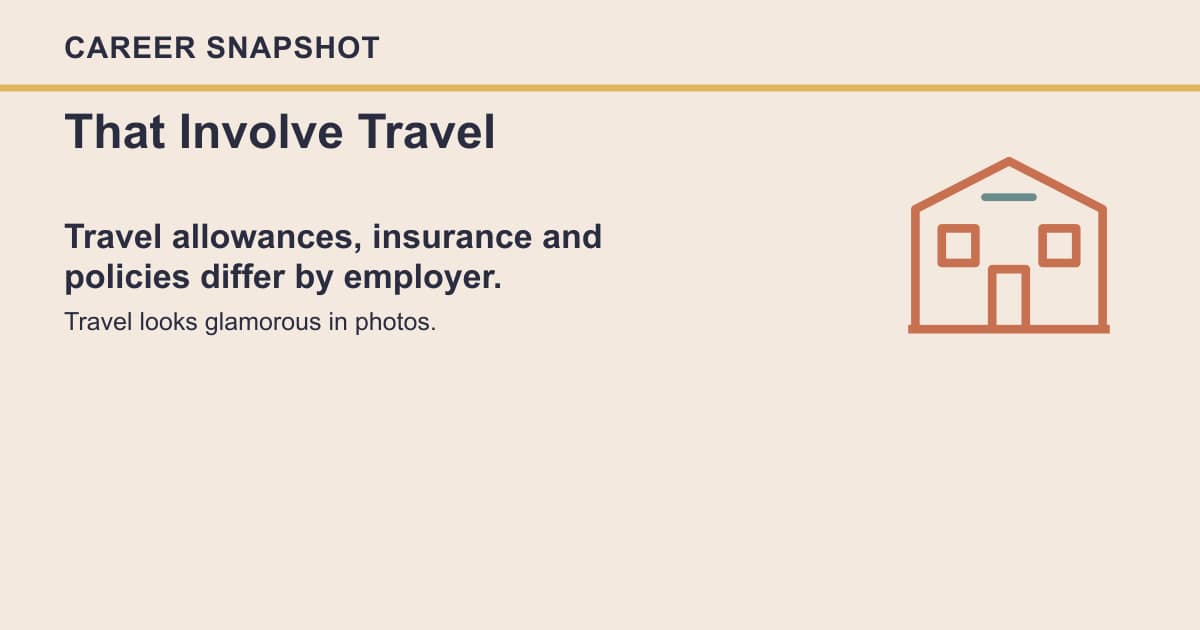 CAREER SNAPSHOT
That Involve Travel
Travel allowances, insurance and
policies differ by employer.
Travel looks glamorous in photos.